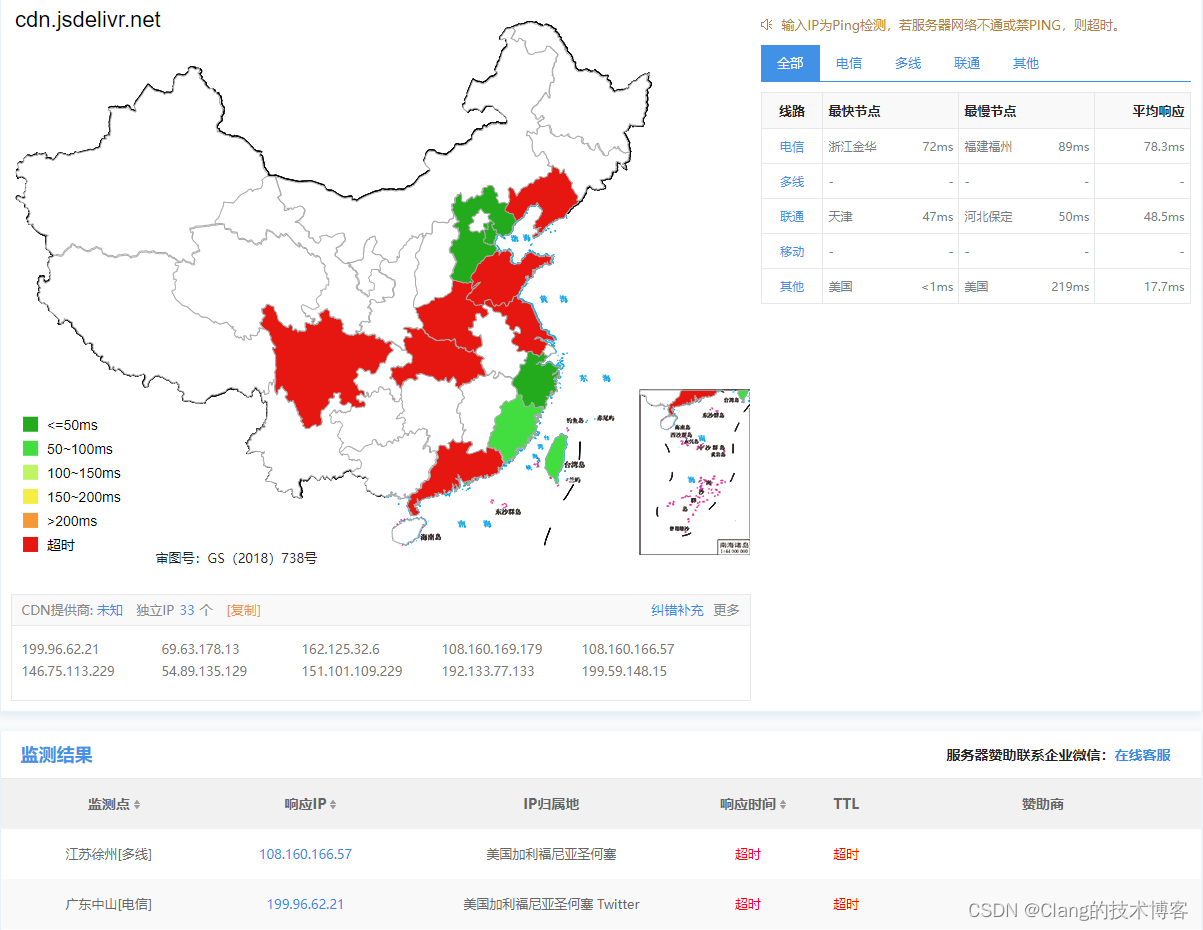 cdn.jsdelivr.net
输入IP为Ping检测，若服务器网络不通或禁PING，则超时。
全部 电信 多线 联通 其他
线路 最快节点 最慢节点 平均响应
电信 浙江金华 72ms 福建福州 89ms 78.3ms
多线 - - - - -
联通 天津 47ms 河北保定 50ms 48.5ms
移动 - - - - -
其他 美国 <1ms 美国 219ms 17.7ms
渤 海
黄 海
东 海
钓鱼岛 赤尾屿
台湾岛
兰屿
东沙群岛
南 海
海南岛
台湾岛
东沙群岛
海南岛
南海诸岛
<=50ms
50~100ms
100~150ms
150~200ms
>200ms
超时
审图号：GS（2018）738号
CDN提供商: 未知 独立IP 33 个 [复制] 纠错补充 更多
199.96.62.21 69.63.178.13 162.125.32.6 108.160.169.179 108.160.166.57
146.75.113.229 54.89.135.129 151.101.109.229 192.133.77.133 199.59.148.15
监测结果 服务器赞助联系企业微信：在线客服
监测点 响应IP IP归属地 响应时间 TTL 赞助商
江苏徐州[多线] 108.160.166.57 美国加利福尼亚圣何塞 超时 超时
广东中山[电信] 199.96.62.21 美国加利福尼亚圣何塞 Twitter 超时 超时
CSDN @Clang的技术博客